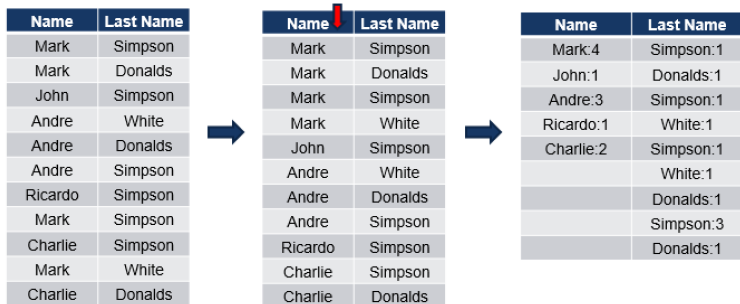 Name Last Name
Mark Simpson
Mark Donalds
John Simpson
Andre White
Andre Donalds
Andre Simpson
Ricardo Simpson
Mark Simpson
Charlie Simpson
Mark White
Charlie Donalds
Name Last Name
Mark Simpson
Mark Donalds
Mark Simpson
Mark White
John Simpson
Andre White
Andre Donalds
Andre Simpson
Ricardo Simpson
Charlie Simpson
Charlie Donalds
Name Last Name
Mark:4 Simpson:1
John:1 Donalds:1
Andre:3 Simpson:1
Ricardo:1 White:1
Charlie:2 Simpson:1
White:1
Donalds:1
Simpson:3
Donalds:1